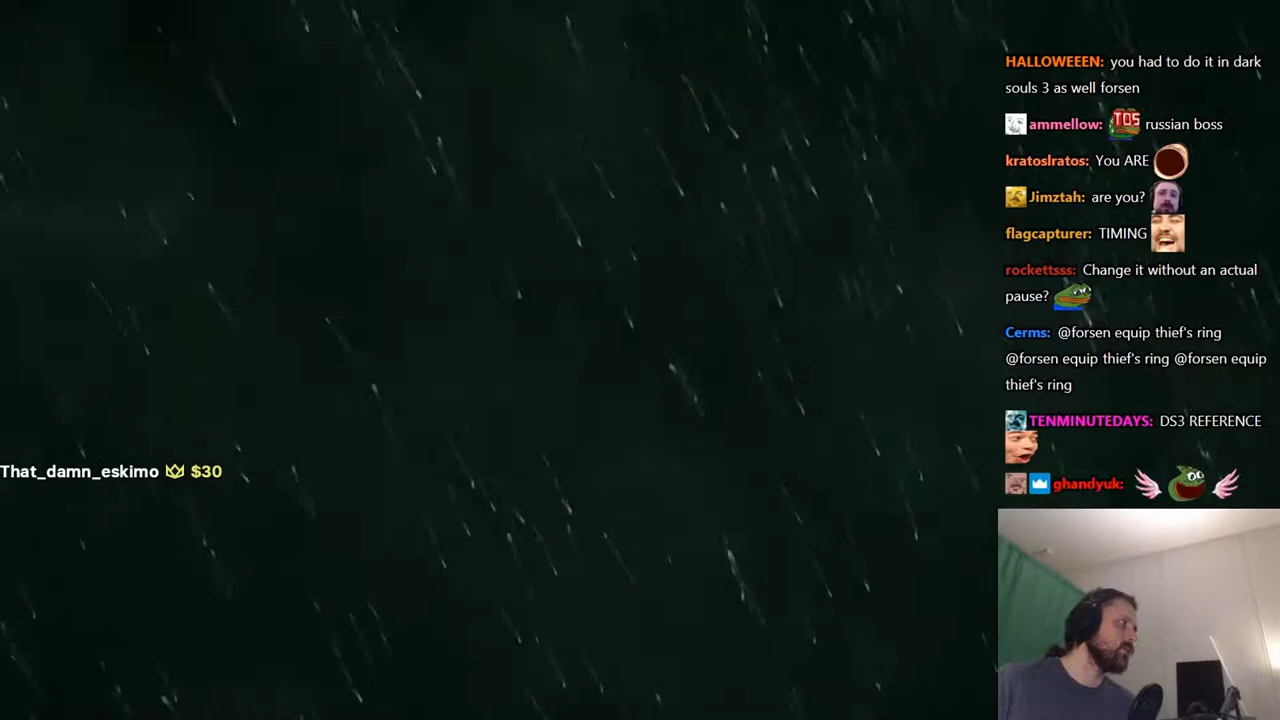 HALLOWEEEN: you had to do it in dark
souls 3 as well forsen
ammellow: TOS russian boss
kratoslratos: You ARE
Jimztah: are you?
flagcapturer: TIMING
rockettsss: Change it without an actual
pause?
Cerms: @forsen equip thief's ring
@forsen equip thief's ring @forsen equip
thief's ring
TENMINUTEDAYS: DS3 REFERENCE
That_damn_eskimo $30
ghandyuk: